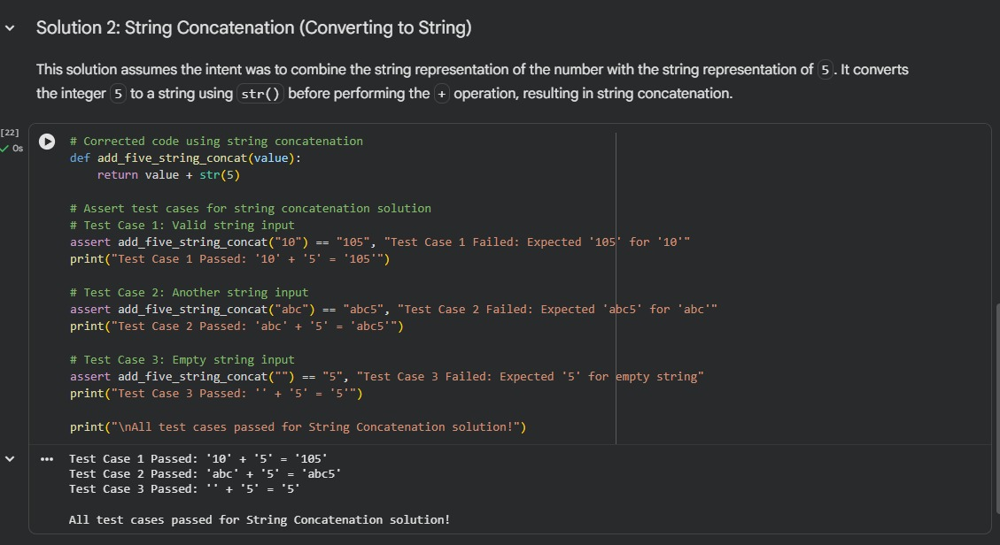 Solution 2: String Concatenation (Converting to String)
This solution assumes the intent was to combine the string representation of the number with the string representation of 5. It converts
the integer 5 to a string using str() before performing the + operation, resulting in string concatenation.
[22]
0s
# Corrected code using string concatenation
def add_five_string_concat(value):
    return value + str(5)

# Assert test cases for string concatenation solution
# Test Case 1: Valid string input
assert add_five_string_concat("10") == "105", "Test Case 1 Failed: Expected '105' for '10'"
print("Test Case 1 Passed: '10' + '5' = '105'")

# Test Case 2: Another string input
assert add_five_string_concat("abc") == "abc5", "Test Case 2 Failed: Expected 'abc5' for 'abc'"
print("Test Case 2 Passed: 'abc' + '5' = 'abc5'")

# Test Case 3: Empty string input
assert add_five_string_concat("") == "5", "Test Case 3 Failed: Expected '5' for empty string"
print("Test Case 3 Passed: '' + '5' = '5'")

print("\nAll test cases passed for String Concatenation solution!")
Test Case 1 Passed: '10' + '5' = '105'
Test Case 2 Passed: 'abc' + '5' = 'abc5'
Test Case 3 Passed: '' + '5' = '5'

All test cases passed for String Concatenation solution!